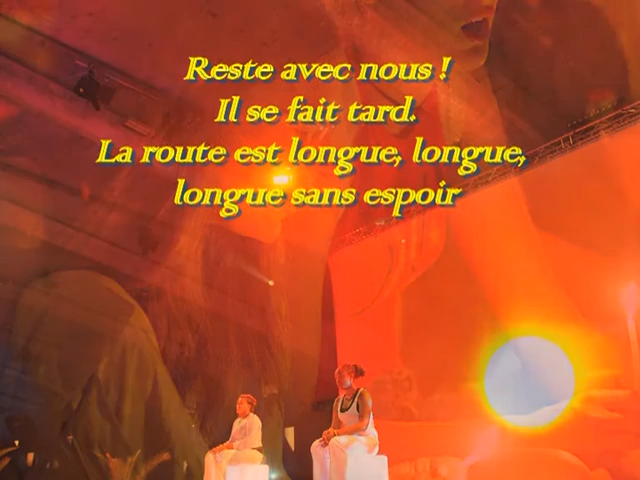 Reste avec nous !
Il se fait tard.
La route est longue, longue,
longue sans espoir